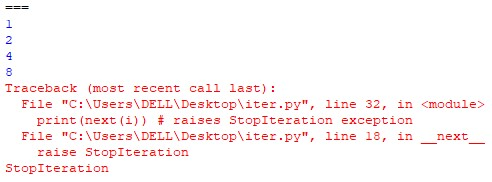 ===
1
2
4
8
Traceback (most recent call last):
  File "C:\Users\DELL\Desktop\iter.py", line 32, in <module>
    print(next(i)) # raises StopIteration exception
  File "C:\Users\DELL\Desktop\iter.py", line 18, in __next__
    raise StopIteration
StopIteration